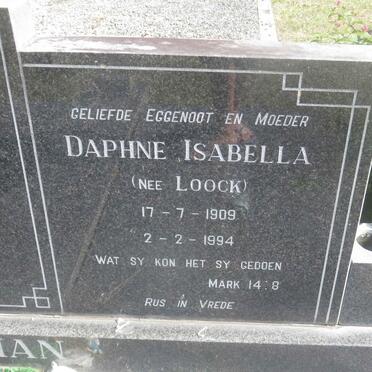 GELIEFDE EGGENOOT EN MOEDER
DAPHNE ISABELLA
(NEE LOOCK)
17 - 7 - 1909
2 - 2 - 1994
WAT SY KON HET SY GEDOEN
MARK 14:8
RUS IN VREDE